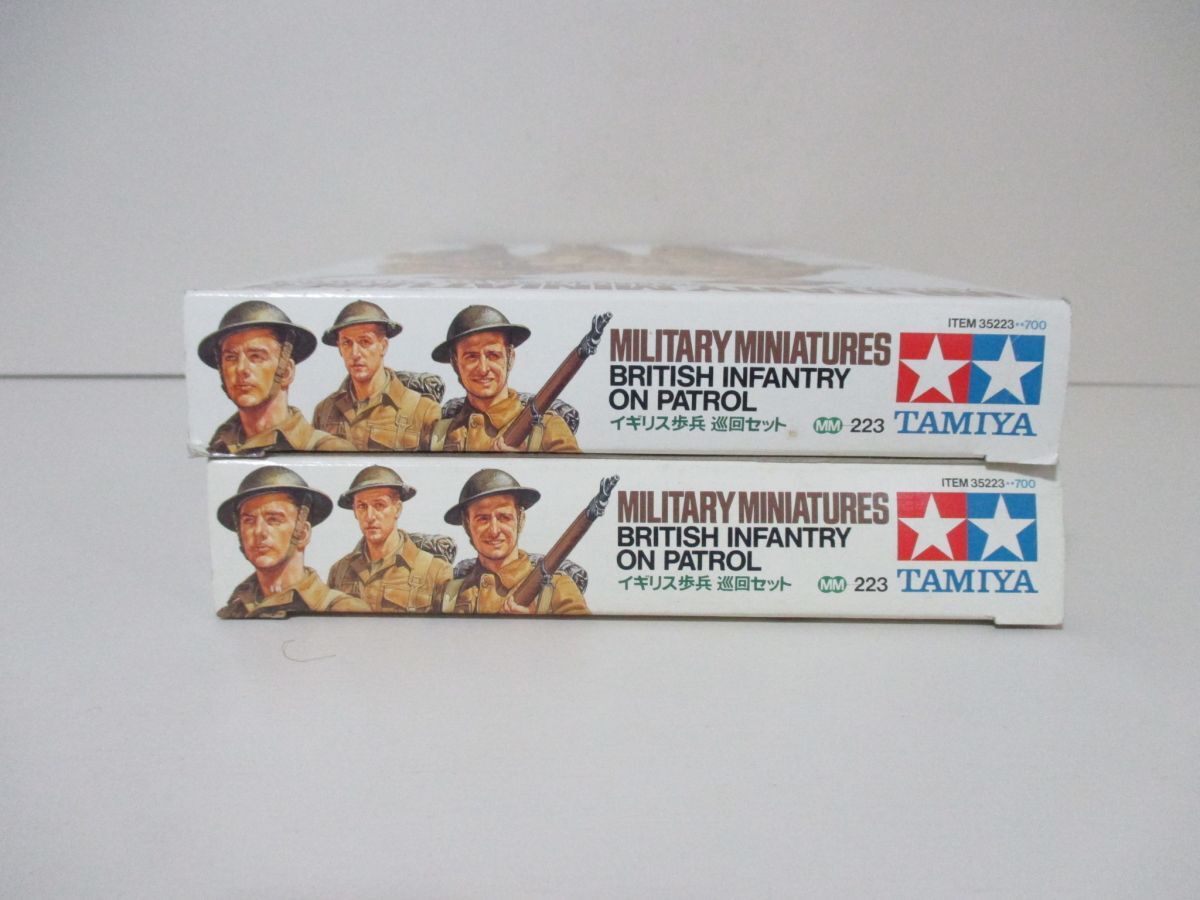 ITEM 35223••700
MILITARY MINIATURES
BRITISH INFANTRY
ON PATROL
イギリス歩兵 巡回セット
MM 223
TAMIYA
ITEM 35223••700
MILITARY MINIATURES
BRITISH INFANTRY
ON PATROL
イギリス歩兵 巡回セット
MM 223
TAMIYA